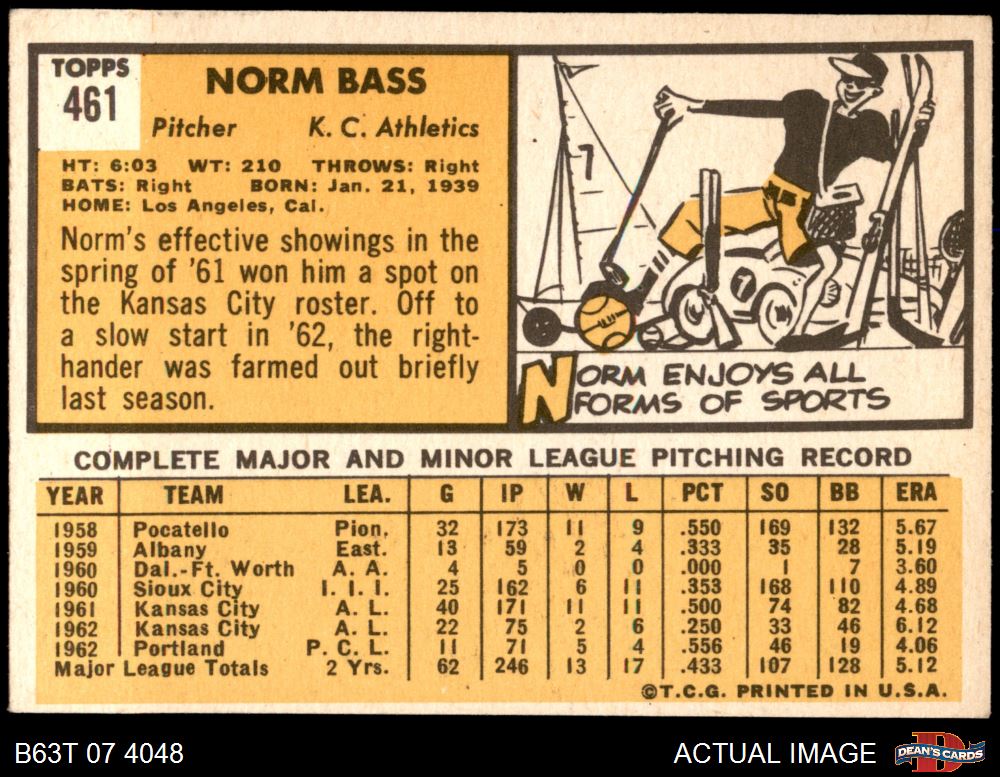 TOPPS
461
NORM BASS
Pitcher K. C. Athletics
HT: 6:03 WT: 210 THROWS: Right
BATS: Right BORN: Jan. 21, 1939
HOME: Los Angeles, Cal.
Norm's effective showings in the
spring of '61 won him a spot on
the Kansas City roster. Off to
a slow start in '62, the right-
hander was farmed out briefly
last season.
7
7
NORM ENJOYS ALL
FORMS OF SPORTS
COMPLETE MAJOR AND MINOR LEAGUE PITCHING RECORD
YEAR TEAM LEA. G IP W L PCT SO BB ERA
1958 Pocatello Pion. 32 173 11 9 .550 169 132 5.67
1959 Albany East. 13 59 2 4 .333 35 28 5.19
1960 Dal.-Ft. Worth A. A. 4 5 0 0 .000 1 7 3.60
1960 Sioux City I. I. I. 25 162 6 11 .353 168 110 4.89
1961 Kansas City A. L. 40 171 11 11 .500 74 82 4.68
1962 Kansas City A. L. 22 75 2 6 .250 33 46 6.12
1962 Portland P. C. L. 11 71 5 4 .556 46 19 4.06
Major League Totals 2 Yrs. 62 246 13 17 .433 107 128 5.12
©T.C.G. PRINTED IN U.S.A.
B63T 07 4048 ACTUAL IMAGE
D
DEAN'S CARDS